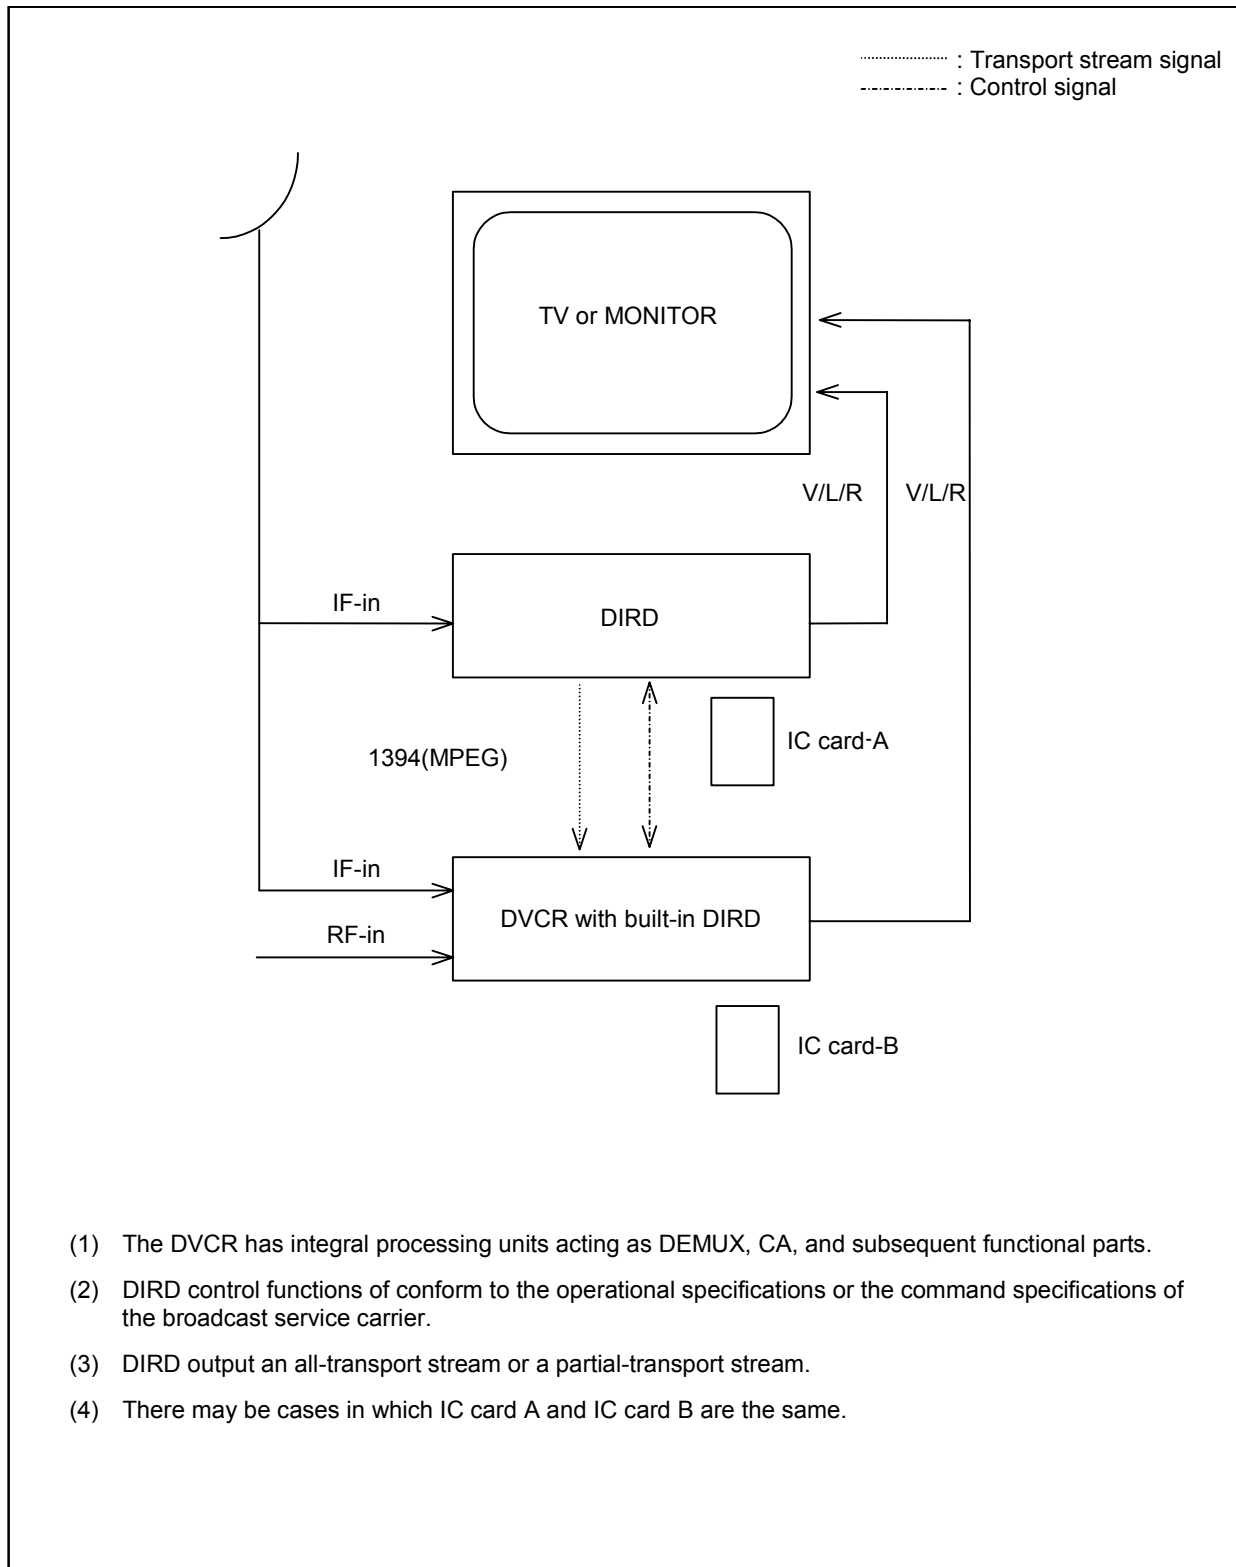 : Transport stream signal
: Control signal
TV or MONITOR
V/L/R
V/L/R
IF-in
DIRD
IC card-A
1394(MPEG)
IF-in
DVCR with built-in DIRD
RF-in
IC card-B
(1) The DVCR has integral processing units acting as DEMUX, CA, and subsequent functional parts.
(2) DIRD control functions of conform to the operational specifications or the command specifications of
the broadcast service carrier.
(3) DIRD output an all-transport stream or a partial-transport stream.
(4) There may be cases in which IC card A and IC card B are the same.